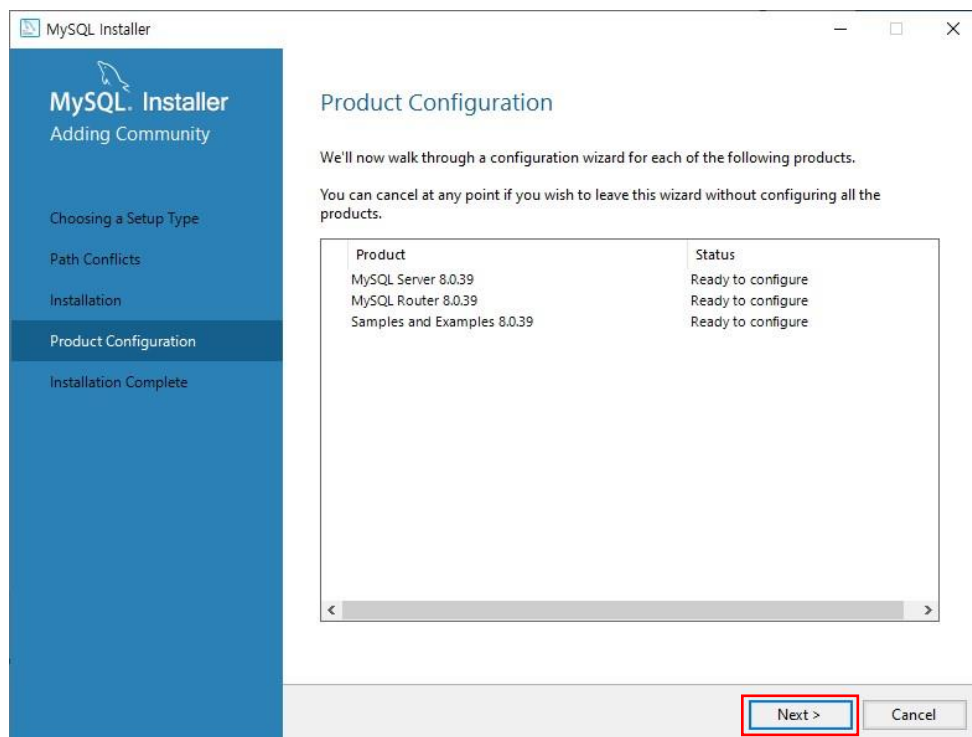 MySQL Installer
MySQL. Installer
Adding Community
Choosing a Setup Type
Path Conflicts
Installation
Product Configuration
Installation Complete
Product Configuration
We'll now walk through a configuration wizard for each of the following products.
You can cancel at any point if you wish to leave this wizard without configuring all the
products.
Product Status
MySQL Server 8.0.39 Ready to configure
MySQL Router 8.0.39 Ready to configure
Samples and Examples 8.0.39 Ready to configure
Next > Cancel